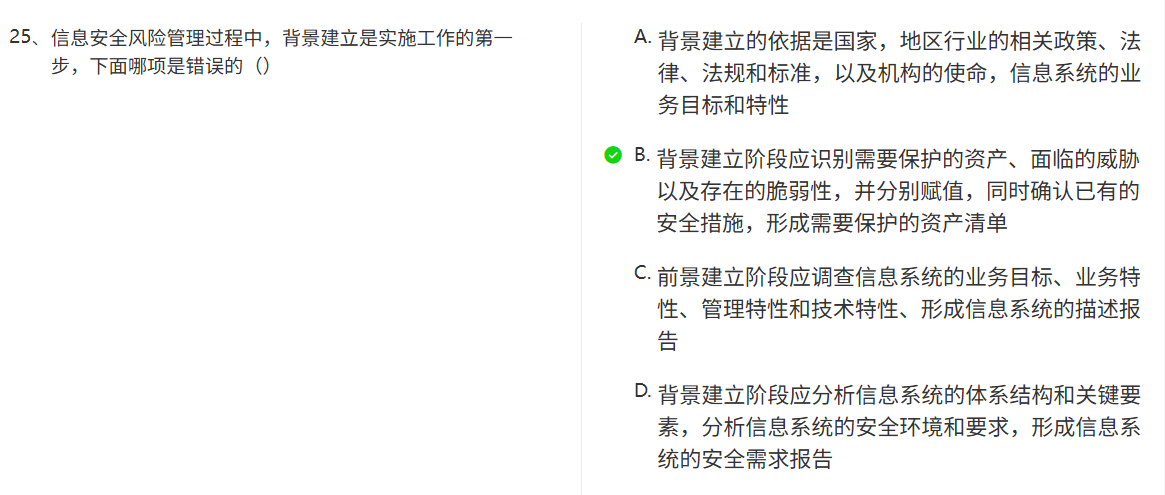 25、信息安全风险管理过程中，背景建立是实施工作的第一
步，下面哪项是错误的（）
A. 背景建立的依据是国家，地区行业的相关政策、法
律、法规和标准，以及机构的使命，信息系统的业
务目标和特性
B. 背景建立阶段应识别需要保护的资产、面临的威胁
以及存在的脆弱性，并分别赋值，同时确认已有的
安全措施，形成需要保护的资产清单
C. 前景建立阶段应调查信息系统的业务目标、业务特
性、管理特性和技术特性、形成信息系统的描述报
告
D. 背景建立阶段应分析信息系统的体系结构和关键要
素，分析信息系统的安全环境和要求，形成信息系
统的安全需求报告